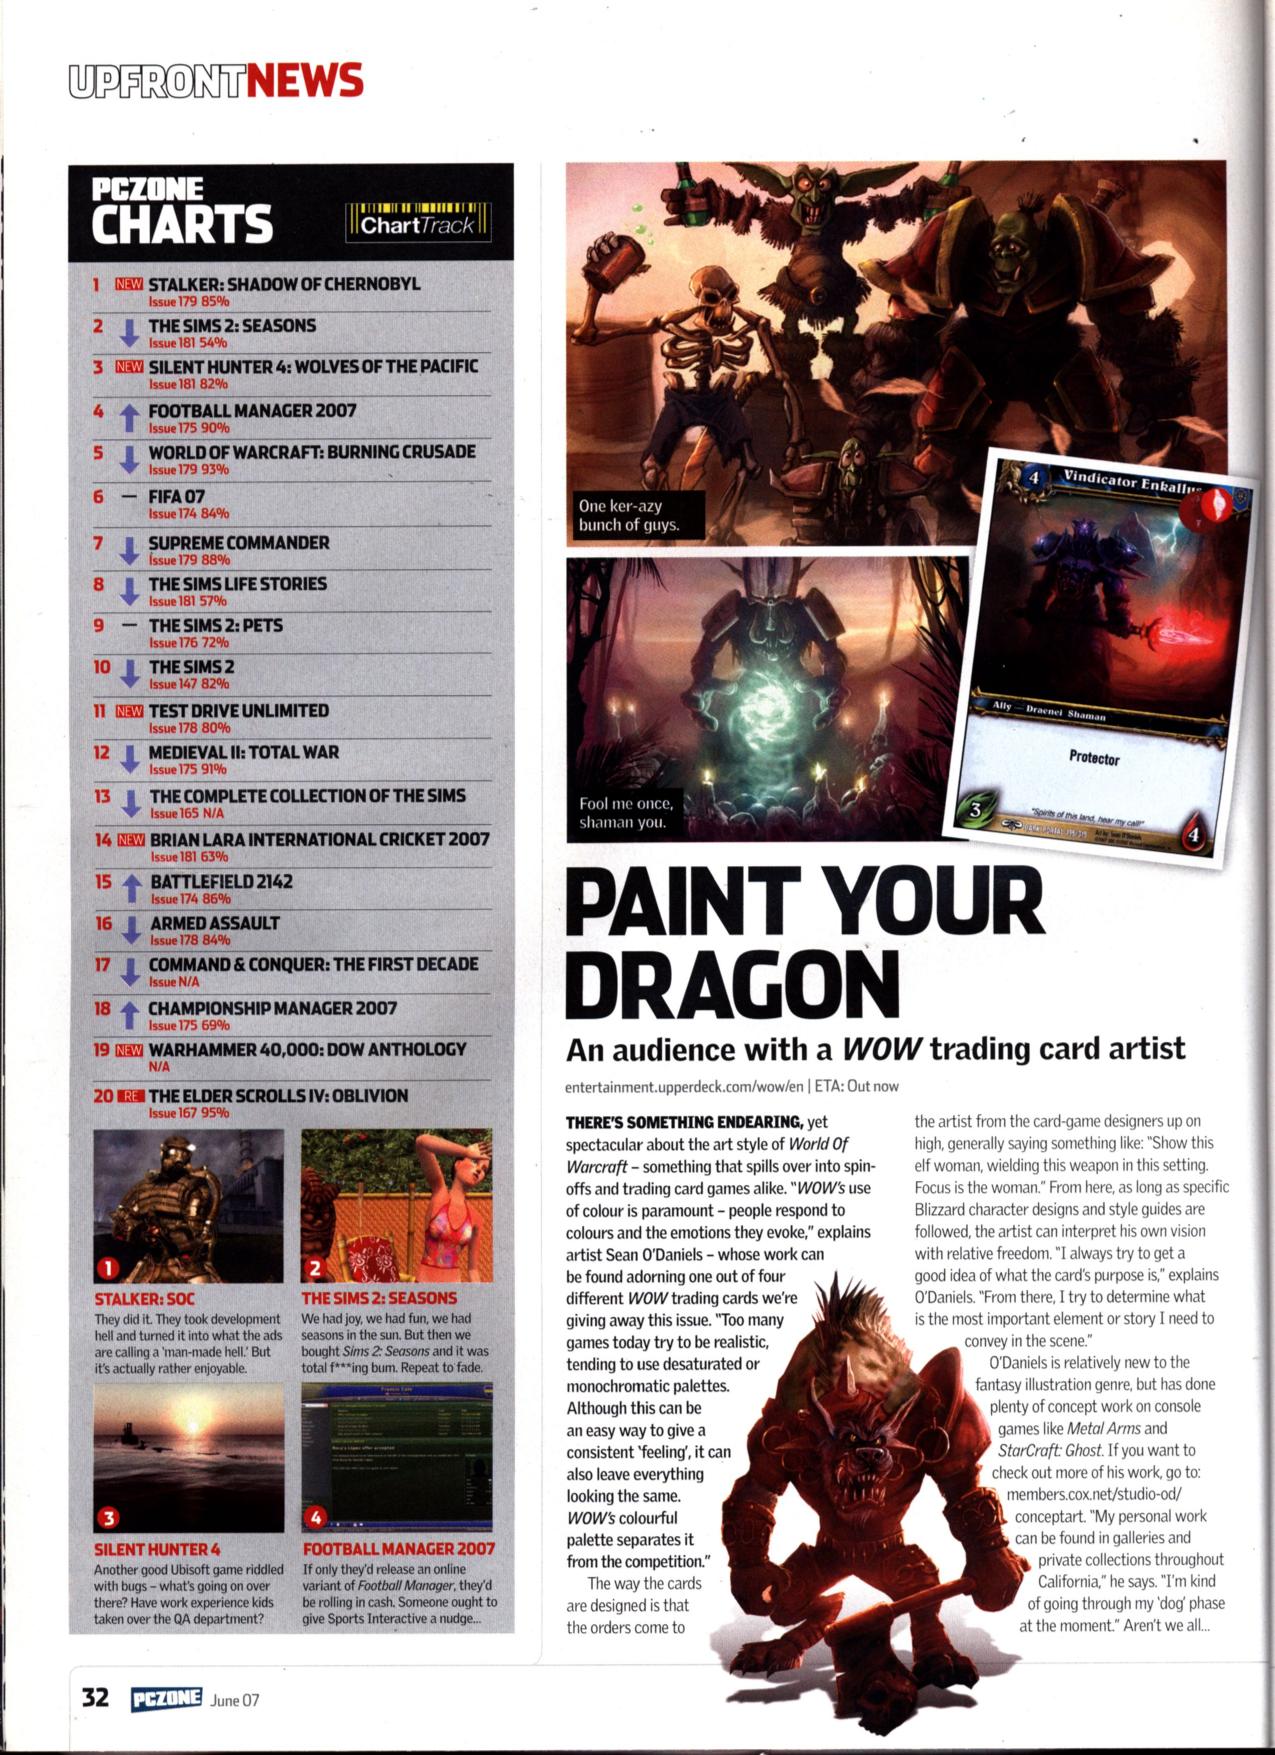 UPFRONTNEWS
PCZONE
CHARTS
ChartTrack
1 NEW STALKER: SHADOW OF CHERNOBYL
Issue 179 85%
2 THE SIMS 2: SEASONS
Issue 181 54%
3 NEW SILENT HUNTER 4: WOLVES OF THE PACIFIC
Issue 181 82%
4 FOOTBALL MANAGER 2007
Issue 175 90%
5 WORLD OF WARCRAFT: BURNING CRUSADE
Issue 179 93%
6 — FIFA 07
Issue 174 84%
7 SUPREME COMMANDER
Issue 179 88%
8 THE SIMS LIFE STORIES
Issue 181 57%
9 — THE SIMS 2: PETS
Issue 176 72%
10 THE SIMS 2
Issue 147 82%
11 NEW TEST DRIVE UNLIMITED
Issue 178 80%
12 MEDIEVAL II: TOTAL WAR
Issue 175 91%
13 THE COMPLETE COLLECTION OF THE SIMS
Issue 165 N/A
14 NEW BRIAN LARA INTERNATIONAL CRICKET 2007
Issue 181 63%
15 BATTLEFIELD 2142
Issue 174 86%
16 ARMED ASSAULT
Issue 178 84%
17 COMMAND & CONQUER: THE FIRST DECADE
Issue N/A
18 CHAMPIONSHIP MANAGER 2007
Issue 175 69%
19 NEW WARHAMMER 40,000: DOW ANTHOLOGY
N/A
20 RE THE ELDER SCROLLS IV: OBLIVION
Issue 167 95%
1
STALKER: SOC
They did it. They took development
hell and turned it into what the ads
are calling a 'man-made hell.' But
it's actually rather enjoyable.
2
THE SIMS 2: SEASONS
We had joy, we had fun, we had
seasons in the sun. But then we
bought Sims 2: Seasons and it was
total f***ing bum. Repeat to fade.
3
SILENT HUNTER 4
Another good Ubisoft game riddled
with bugs – what's going on over
there? Have work experience kids
taken over the QA department?
4
FOOTBALL MANAGER 2007
If only they'd release an online
variant of Football Manager, they'd
be rolling in cash. Someone ought to
give Sports Interactive a nudge...
One ker-azy
bunch of guys.
Fool me once,
shaman you.
4 Vindicator Enkallus
Ally — Draenei Shaman
Protector
"Spirits of this land, hear my call!"
3
4
PAINT YOUR
DRAGON
An audience with a WOW trading card artist
entertainment.upperdeck.com/wow/en | ETA: Out now
THERE'S SOMETHING ENDEARING, yet
spectacular about the art style of World Of
Warcraft – something that spills over into spin-
offs and trading card games alike. "WOW's use
of colour is paramount – people respond to
colours and the emotions they evoke," explains
artist Sean O'Daniels – whose work can
be found adorning one out of four
different WOW trading cards we're
giving away this issue. "Too many
games today try to be realistic,
tending to use desaturated or
monochromatic palettes.
Although this can be
an easy way to give a
consistent 'feeling', it can
also leave everything
looking the same.
WOW's colourful
palette separates it
from the competition."
The way the cards
are designed is that
the orders come to
the artist from the card-game designers up on
high, generally saying something like: "Show this
elf woman, wielding this weapon in this setting.
Focus is the woman." From here, as long as specific
Blizzard character designs and style guides are
followed, the artist can interpret his own vision
with relative freedom. "I always try to get a
good idea of what the card's purpose is," explains
O'Daniels. "From there, I try to determine what
is the most important element or story I need to
convey in the scene."
O'Daniels is relatively new to the
fantasy illustration genre, but has done
plenty of concept work on console
games like Metal Arms and
StarCraft: Ghost. If you want to
check out more of his work, go to:
members.cox.net/studio-od/
conceptart. "My personal work
can be found in galleries and
private collections throughout
California," he says. "I'm kind
of going through my 'dog' phase
at the moment." Aren't we all...
32 PCZONE June 07